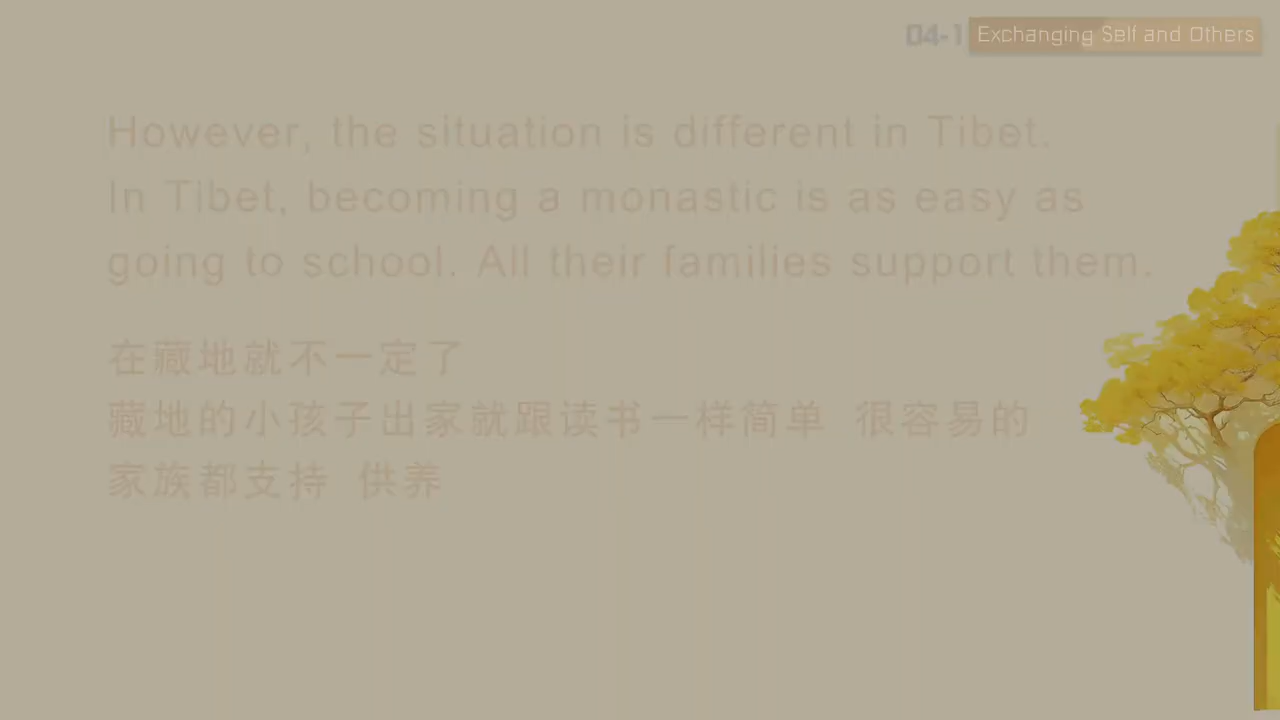 04-1 Exchanging Self and Others
However, the situation is different in Tibet.
In Tibet, becoming a monastic is as easy as
going to school. All their families support them.
在藏地就不一定了
藏地的小孩子出家就跟读书一样简单 很容易的
家族都支持 供养